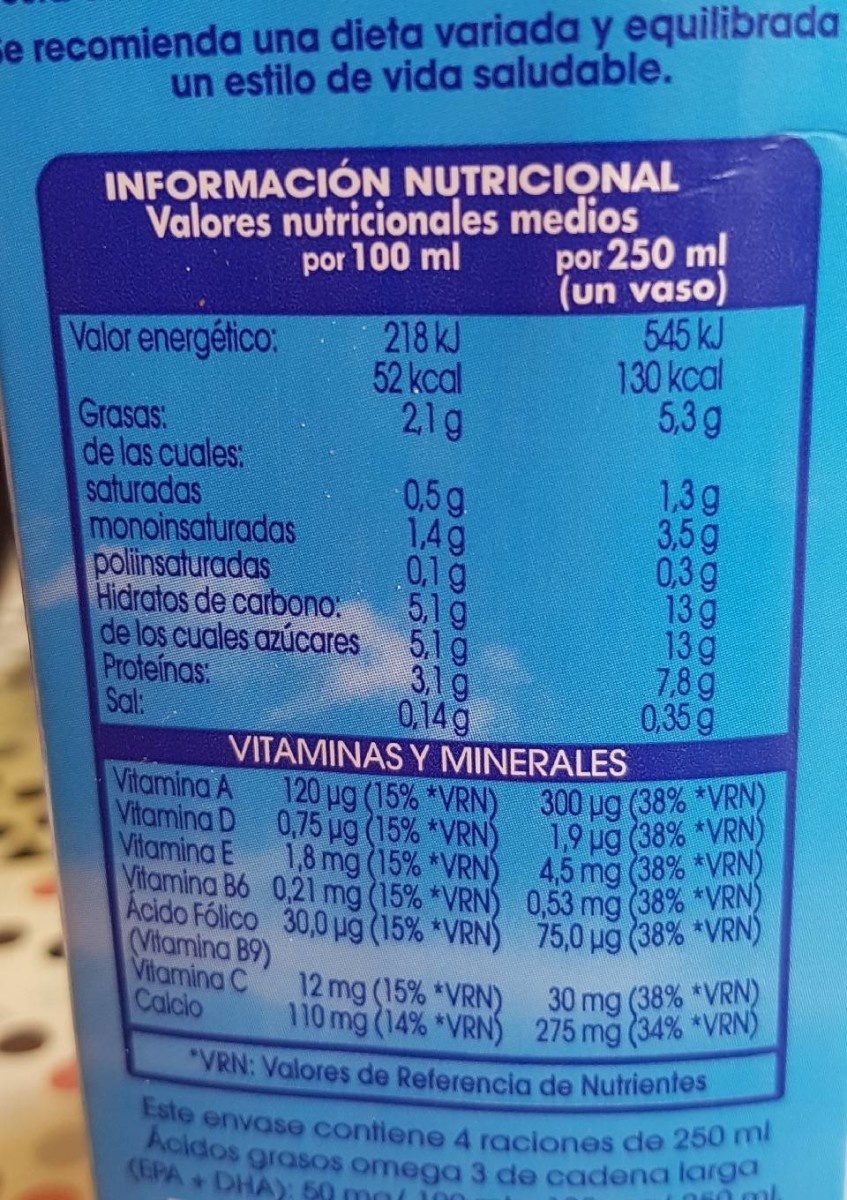 Se recomienda una dieta variada y equilibrada
un estilo de vida saludable.
INFORMACIÓN NUTRICIONAL
Valores nutricionales medios
por 100 ml por 250 ml
(un vaso)
Valor energético: 218 kJ 545 kJ
52 kcal 130 kcal
Grasas: 2,1 g 5,3 g
de las cuales:
saturadas 0,5 g 1,3 g
monoinsaturadas 1,4 g 3,5 g
poliinsaturadas 0,1 g 0,3 g
Hidratos de carbono: 5,1 g 13 g
de los cuales azúcares 5,1 g 13 g
Proteínas: 3,1 g 7,8 g
Sal: 0,14 g 0,35 g
VITAMINAS Y MINERALES
Vitamina A 120 µg (15% *VRN) 300 µg (38% *VRN)
Vitamina D 0,75 µg (15% *VRN) 1,9 µg (38% *VRN)
Vitamina E 1,8 mg (15% *VRN) 4,5 mg (38% *VRN)
Vitamina B6 0,21 mg (15% *VRN) 0,53 mg (38% *VRN)
Ácido Fólico 30,0 µg (15% *VRN) 75,0 µg (38% *VRN)
(Vitamina B9)
Vitamina C 12 mg (15% *VRN) 30 mg (38% *VRN)
Calcio 110 mg (14% *VRN) 275 mg (34% *VRN)
*VRN: Valores de Referencia de Nutrientes
Este envase contiene 4 raciones de 250 ml
Ácidos grasos omega 3 de cadena larga
(EPA + DHA): 50 mg/